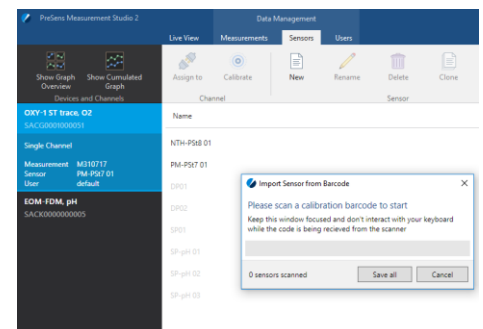 PreSens Measurement Studio 2
Data Management
Live View Measurements Sensors Users
Show Graph Overview
Show Cumulated Graph
Assign to
Calibrate
New
Rename
Delete
Clone
Devices and Channels
Channel
Sensor
OXY-1 ST trace, O2
SACG0001000051
Single Channel
Measurement M310717
Sensor PM-PSt7 01
User default
EOM-FDM, pH
SACK0000000005
Name
NTH-PSt8 01
PM-PSt7 01
DP01
DP02
SP01
SP-pH 01
SP-pH 02
SP-pH 03
Import Sensor from Barcode
Please scan a calibration barcode to start
Keep this window focused and don't interact with your keyboard
while the code is being recieved from the scanner
0 sensors scanned
Save all
Cancel